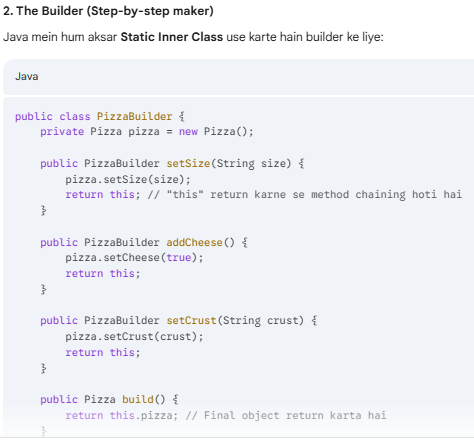 2. The Builder (Step-by-step maker)
Java mein hum aksar Static Inner Class use karte hain builder ke liye:
Java
public class PizzaBuilder {
    private Pizza pizza = new Pizza();

    public PizzaBuilder setSize(String size) {
        pizza.setSize(size);
        return this; // "this" return karne se method chaining hoti hai
    }

    public PizzaBuilder addCheese() {
        pizza.setCheese(true);
        return this;
    }

    public PizzaBuilder setCrust(String crust) {
        pizza.setCrust(crust);
        return this;
    }

    public Pizza build() {
        return this.pizza; // Final object return karta hai
    }